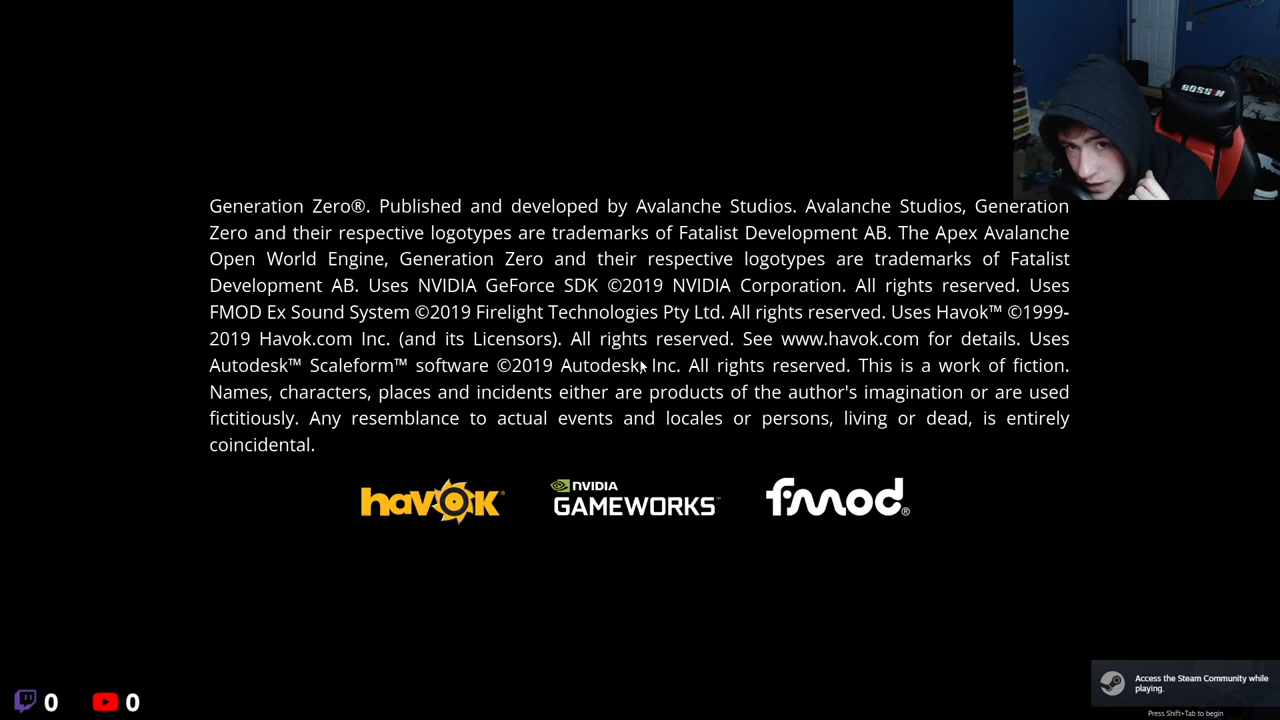 BOSSIN
Generation Zero®. Published and developed by Avalanche Studios. Avalanche Studios, Generation
Zero and their respective logotypes are trademarks of Fatalist Development AB. The Apex Avalanche
Open World Engine, Generation Zero and their respective logotypes are trademarks of Fatalist
Development AB. Uses NVIDIA GeForce SDK ©2019 NVIDIA Corporation. All rights reserved. Uses
FMOD Ex Sound System ©2019 Firelight Technologies Pty Ltd. All rights reserved. Uses Havok™ ©1999-
2019 Havok.com Inc. (and its Licensors). All rights reserved. See www.havok.com for details. Uses
Autodesk™ Scaleform™ software ©2019 Autodesk, Inc. All rights reserved. This is a work of fiction.
Names, characters, places and incidents either are products of the author's imagination or are used
fictitiously. Any resemblance to actual events and locales or persons, living or dead, is entirely
coincidental.
havok®
NVIDIA
GAMEWORKS™
fmod®
Access the Steam Community while
playing.
Press Shift+Tab to begin
0
0